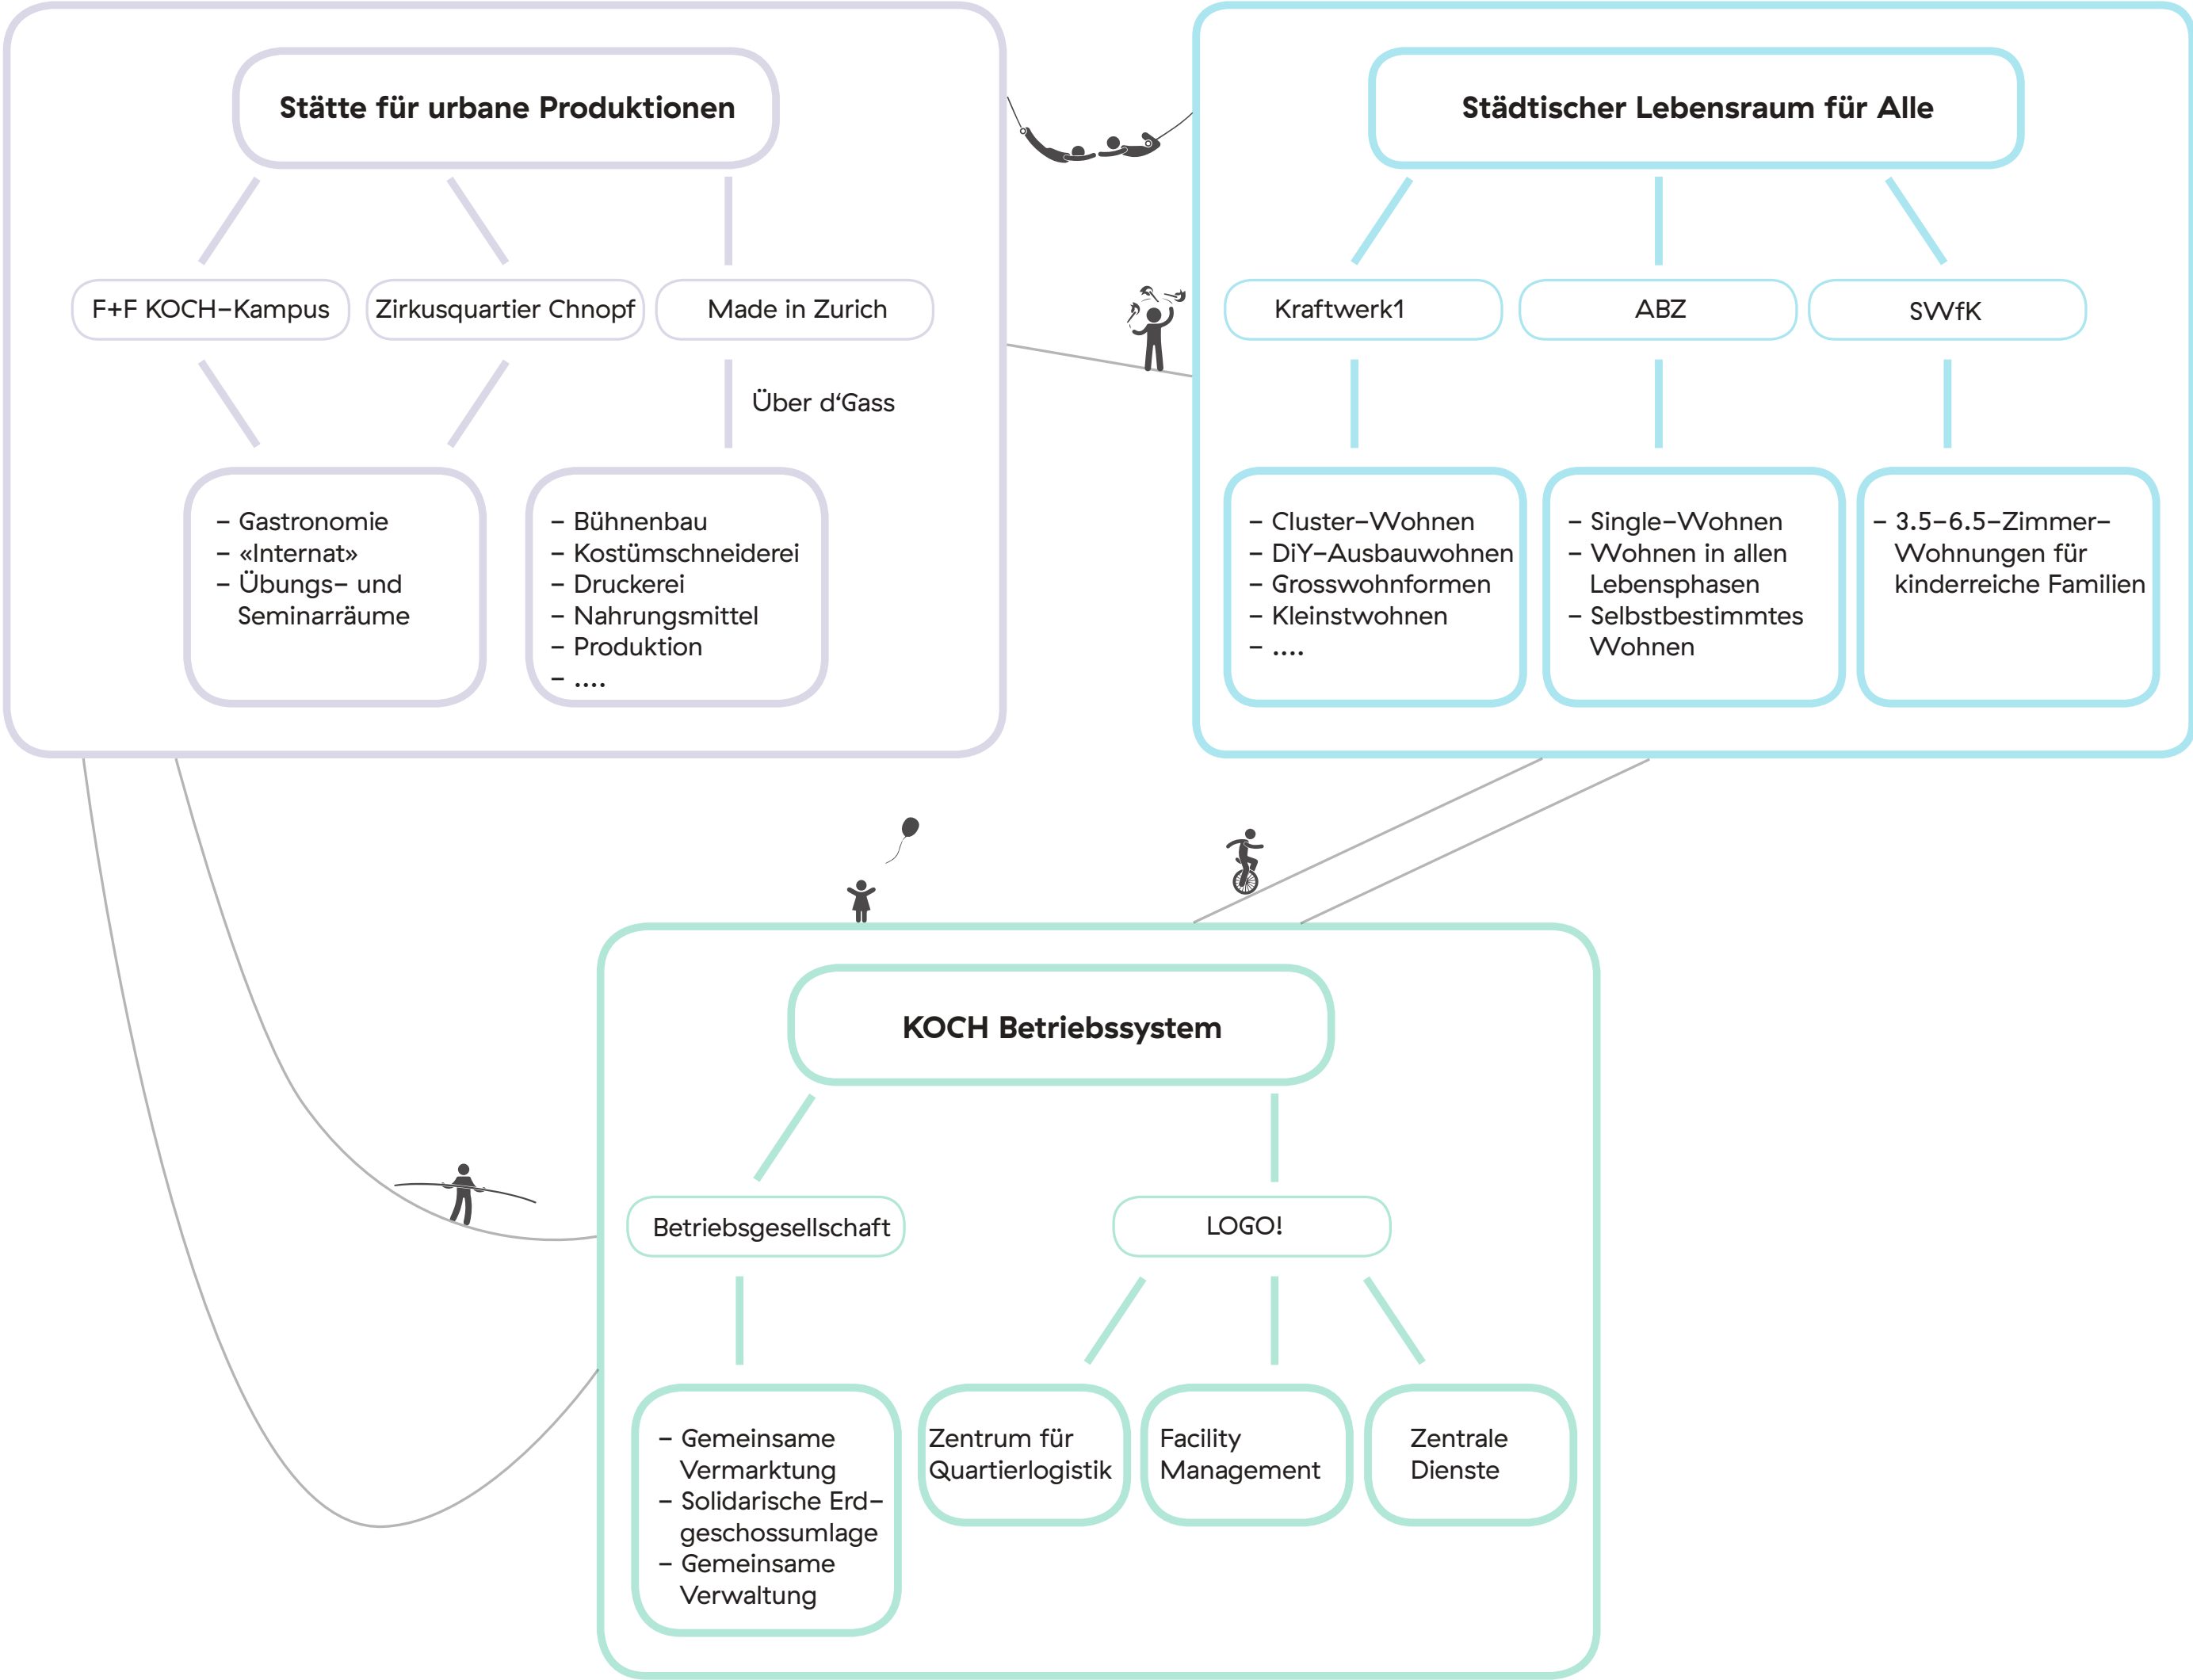 Stätte für urbane Produktionen
F+F KOCH-Kampus
Zirkusquartier Chnopf
Made in Zurich
Über d‘Gass
– Gastronomie
– «Internat»
– Übungs- und
Seminarräume
– Bühnenbau
– Kostümschneiderei
– Druckerei
– Nahrungsmittel
– Produktion
– ....
Städtischer Lebensraum für Alle
Kraftwerk1
ABZ
SWfK
– Cluster-Wohnen
– DiY-Ausbauwohnen
– Grosswohnformen
– Kleinstwohnen
– ....
– Single-Wohnen
– Wohnen in allen
Lebensphasen
– Selbstbestimmtes
Wohnen
– 3.5-6.5-Zimmer-
Wohnungen für
kinderreiche Familien
KOCH Betriebssystem
Betriebsgesellschaft
LOGO!
– Gemeinsame
Vermarktung
– Solidarische Erd-
geschossumlage
– Gemeinsame
Verwaltung
Zentrum für
Quartierlogistik
Facility
Management
Zentrale
Dienste